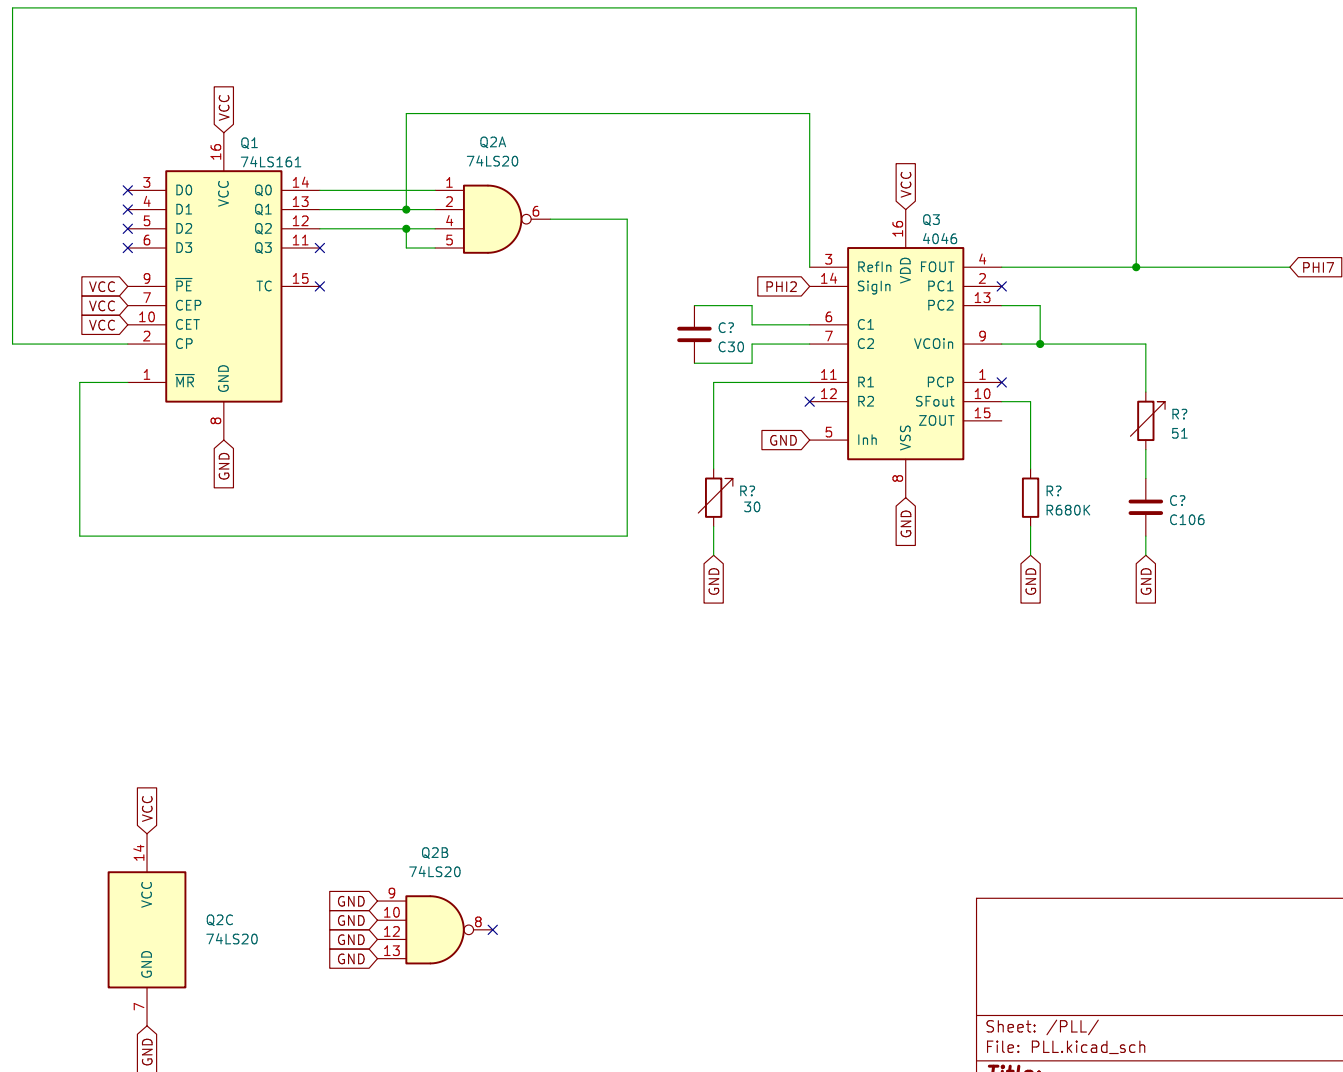 VCC
16
Q1
74LS161
VCC
3 D0 Q0 14
4 D1 Q1 13
5 D2 Q2 12
6 D3 Q3 11
VCC 9 PE TC 15
VCC 7 CEP
VCC 10 CET
2 CP
1 MR
GND
8
GND
Q2A
74LS20
1
2
4
5
6
VCC
16
Q3
4046
VDD
3 RefIn FOUT 4
PHI2 14 SigIn PC1 2
PC2 13
6 C1
7 C2 VCOin 9
11 R1 PCP 1
12 R2 SFout 10
ZOUT 15
GND 5 Inh
VSS
8
GND
PHI7
C?
C30
R?
30
GND
R?
R680K
GND
R?
51
C?
C106
GND
VCC
14
VCC
GND
7
GND
Q2C
74LS20
Q2B
74LS20
GND 9
GND 10
GND 12
GND 13
8
Sheet: /PLL/
File: PLL.kicad_sch
Title: